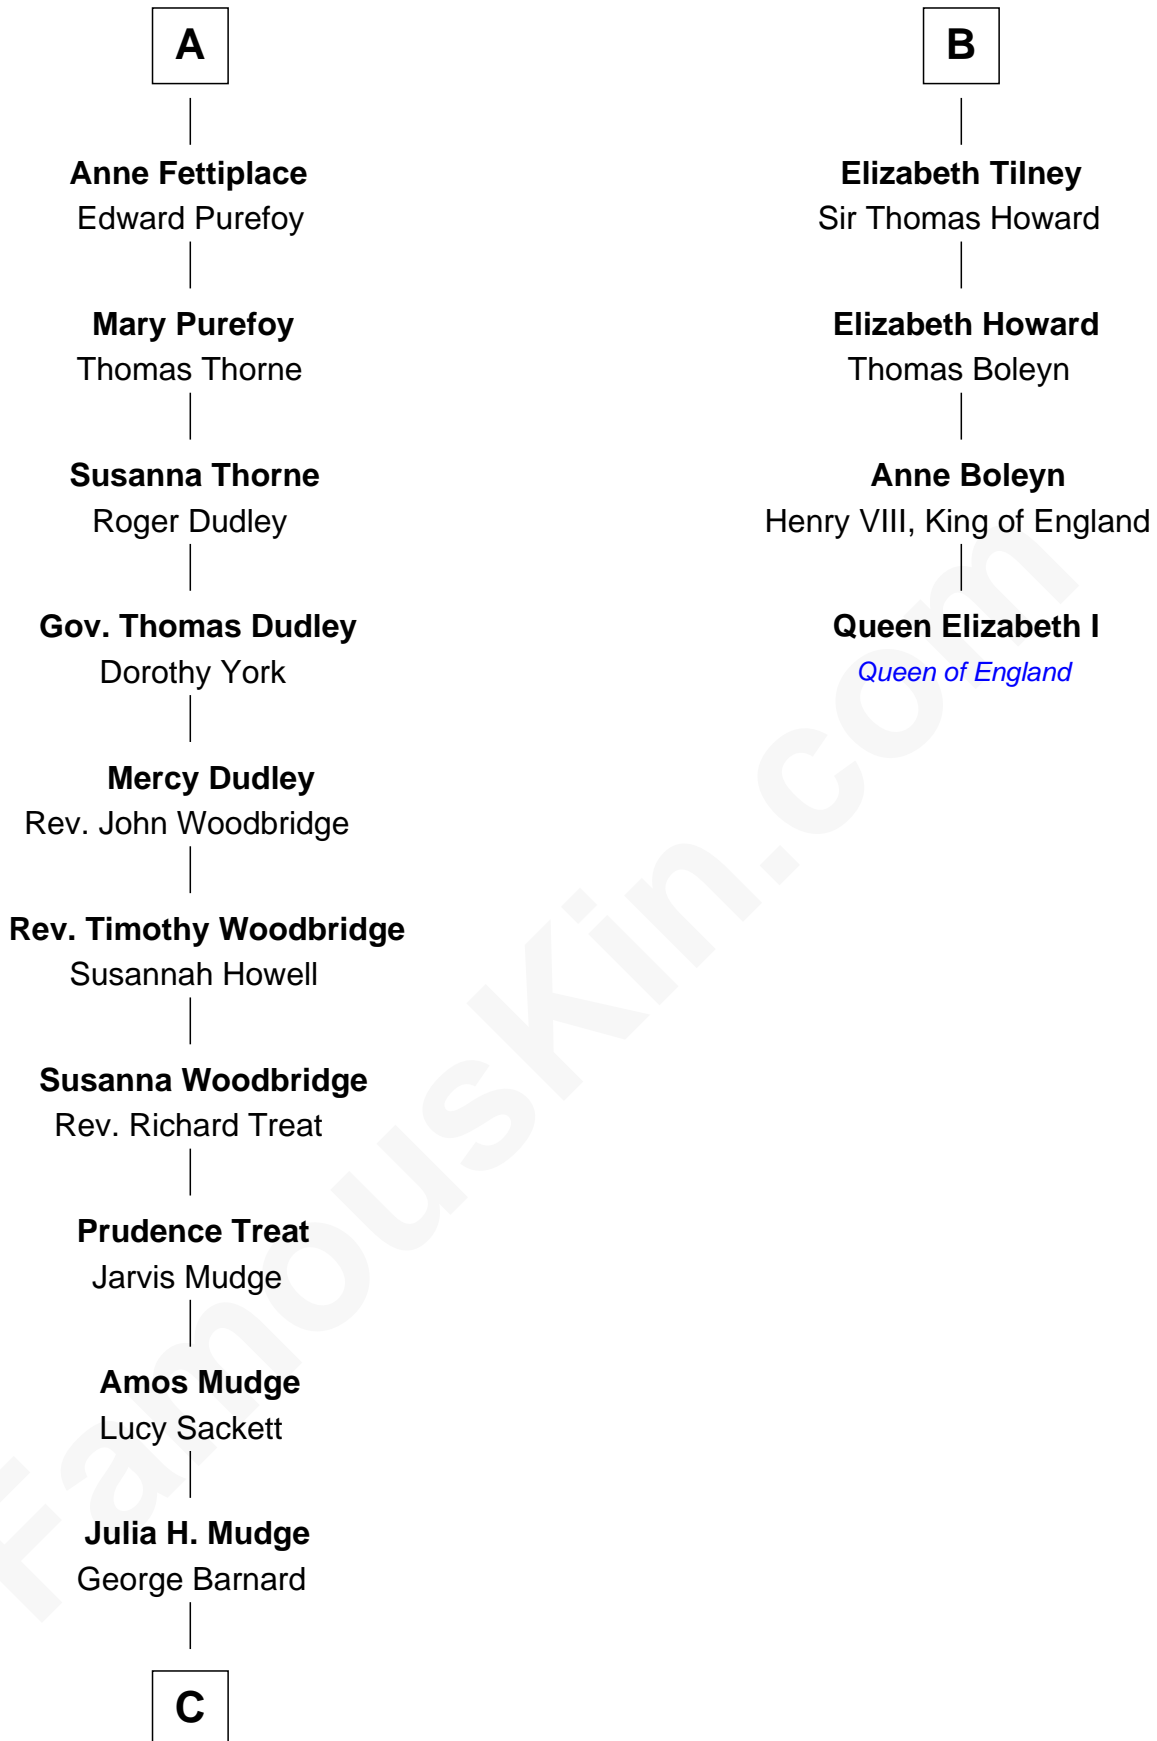 A
Anne Fettiplace
Edward Purefoy
Mary Purefoy
Thomas Thorne
Susanna Thorne
Roger Dudley
Gov. Thomas Dudley
Dorothy York
Mercy Dudley
Rev. John Woodbridge
Rev. Timothy Woodbridge
Susannah Howell
Susanna Woodbridge
Rev. Richard Treat
Prudence Treat
Jarvis Mudge
Amos Mudge
Lucy Sackett
Julia H. Mudge
George Barnard
C
B
Elizabeth Tilney
Sir Thomas Howard
Elizabeth Howard
Thomas Boleyn
Anne Boleyn
Henry VIII, King of England
Queen Elizabeth I
Queen of England
FamousKin.com